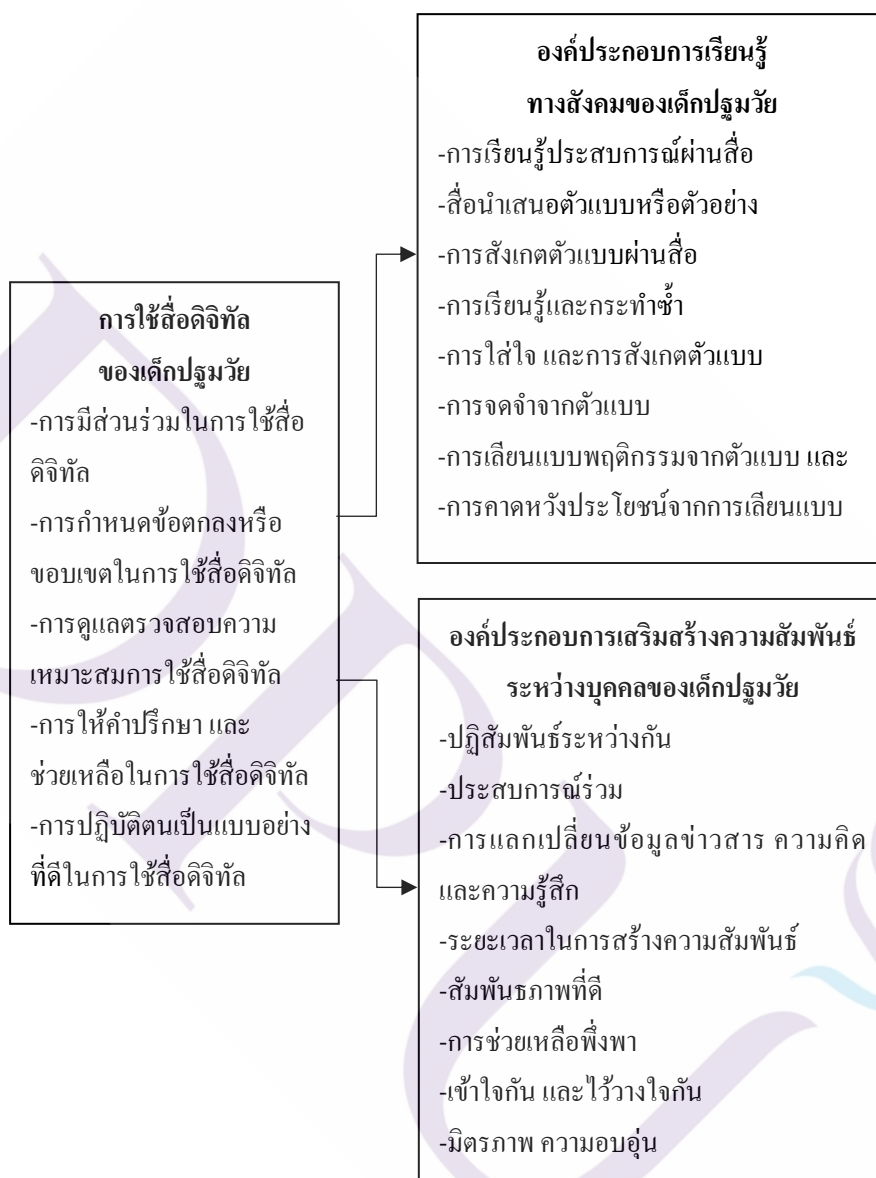 องค์ประกอบการเรียนรู้
ทางสังคมของเด็กปฐมวัย
-การเรียนรู้ประสบการณ์ผ่านสื่อ
-สื่อนำเสนอตัวแบบหรือตัวอย่าง
-การสังเกตตัวแบบผ่านสื่อ
-การเรียนรู้และกระทำซ้ำ
-การใส่ใจ และการสังเกตตัวแบบ
-การจดจำจากตัวแบบ
-การเลียนแบบพฤติกรรมจากตัวแบบ และ
-การคาดหวังประโยชน์จากการเลียนแบบ
การใช้สื่อดิจิทัล
ของเด็กปฐมวัย
-การมีส่วนร่วมในการใช้สื่อ
ดิจิทัล
-การกำหนดข้อตกลงหรือ
ขอบเขตในการใช้สื่อดิจิทัล
-การดูแลตรวจสอบความ
เหมาะสมการใช้สื่อดิจิทัล
-การให้คำปรึกษา และ
ช่วยเหลือในการใช้สื่อดิจิทัล
-การปฏิบัติตนเป็นแบบอย่าง
ที่ดีในการใช้สื่อดิจิทัล
องค์ประกอบการเสริมสร้างความสัมพันธ์
ระหว่างบุคคลของเด็กปฐมวัย
-ปฏิสัมพันธ์ระหว่างกัน
-ประสบการณ์ร่วม
-การแลกเปลี่ยนข้อมูลข่าวสาร ความคิด
และความรู้สึก
-ระยะเวลาในการสร้างความสัมพันธ์
-สัมพันธภาพที่ดี
-การช่วยเหลือพึ่งพา
-เข้าใจกัน และไว้วางใจกัน
-มิตรภาพ ความอบอุ่น